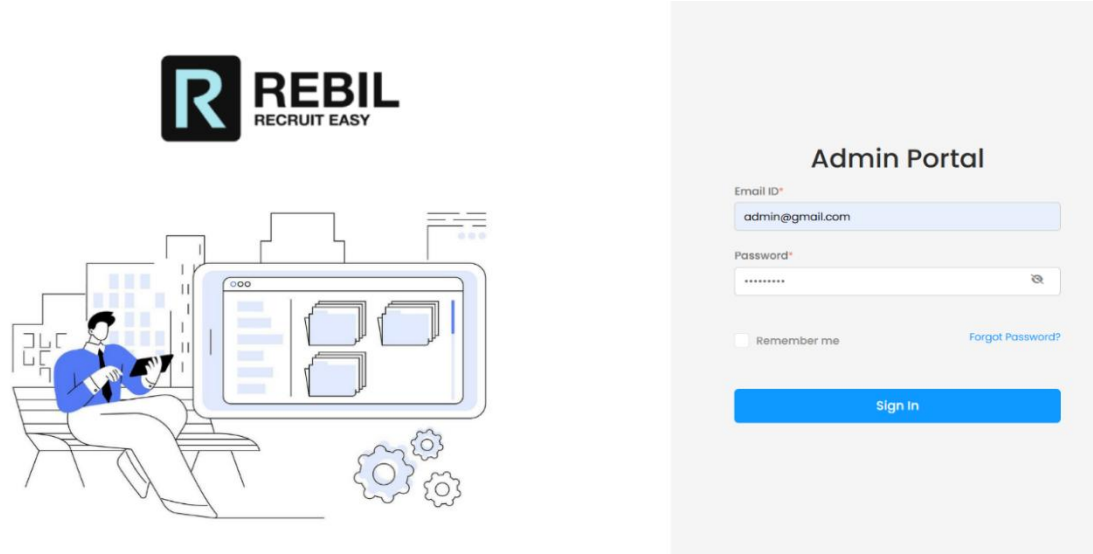 REBIL
RECRUIT EASY
Admin Portal
Email ID*
admin@gmail.com
Password*
•••••••••
Remember me
Forgot Password?
Sign In